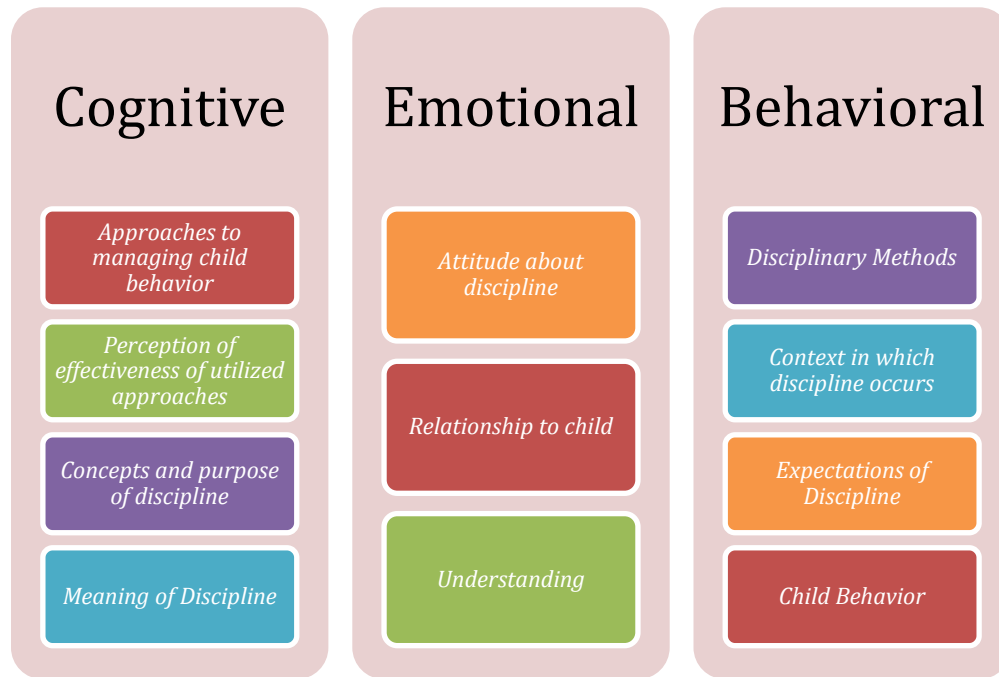 Cognitive
Approaches to
managing child
behavior
Perception of
effectiveness of utilized
approaches
Concepts and purpose
of discipline
Meaning of Discipline
Emotional
Attitude about
discipline
Relationship to child
Understanding
Behavioral
Disciplinary Methods
Context in which
discipline occurs
Expectations of
Discipline
Child Behavior